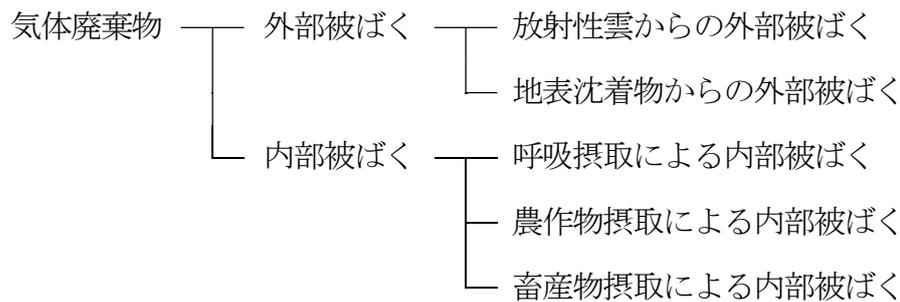 気体廃棄物 外部被ばく 放射性雲からの外部被ばく
地表沈着物からの外部被ばく
内部被ばく 呼吸摂取による内部被ばく
農作物摂取による内部被ばく
畜産物摂取による内部被ばく